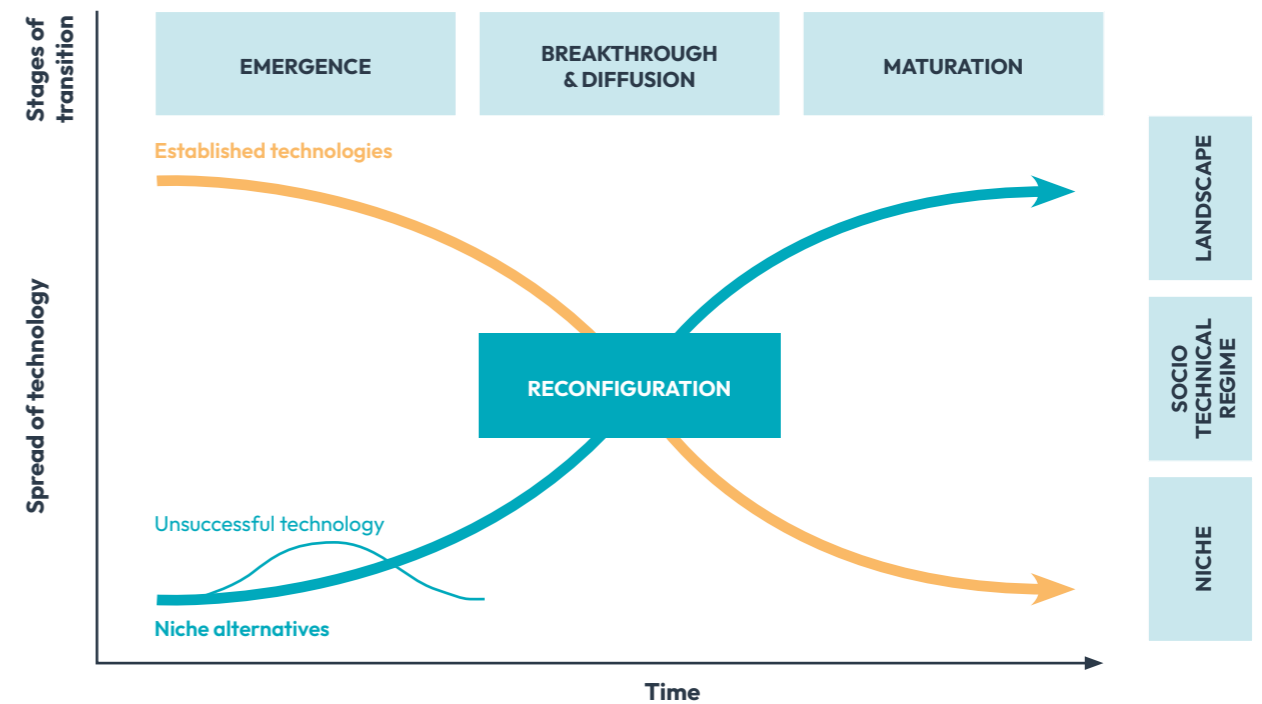 Stages of
transition
EMERGENCE
BREAKTHROUGH
& DIFFUSION
MATURATION
Established technologies
LANDSCAPE
Spread of technology
RECONFIGURATION
SOCIO
TECHNICAL
REGIME
Unsuccessful technology
NICHE
Niche alternatives
Time